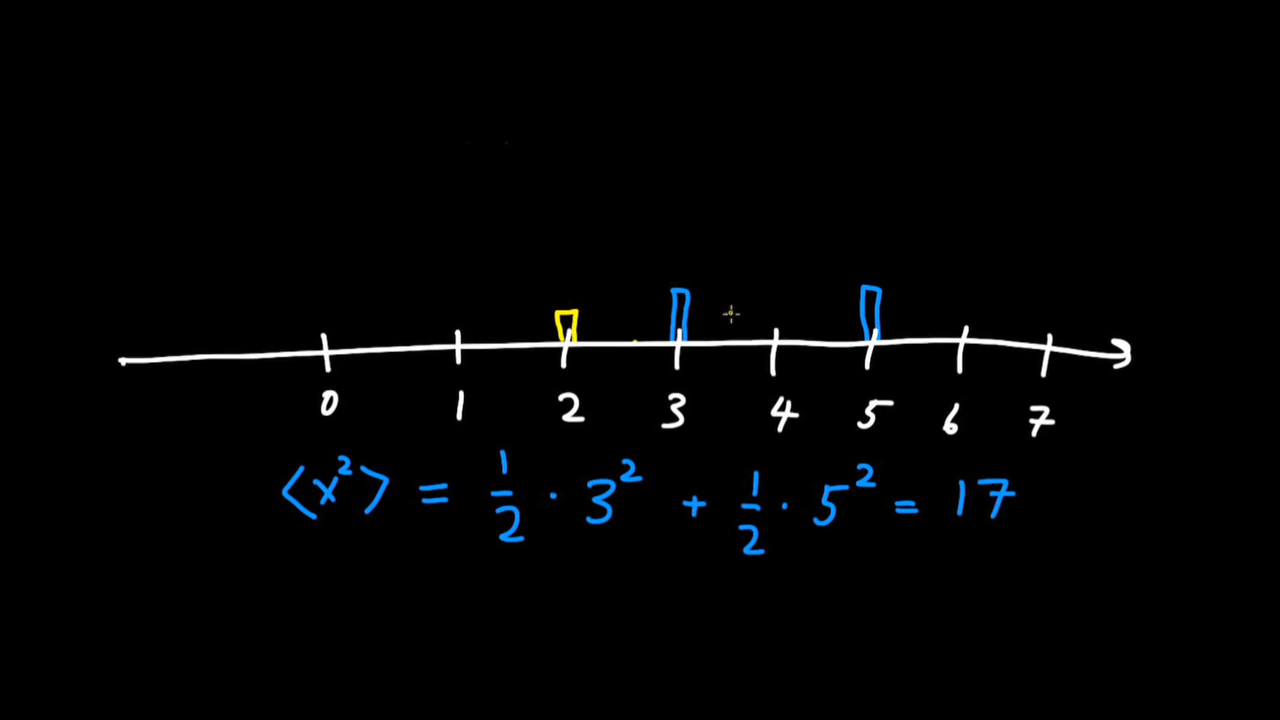 0 1 2 3 4 5 6 7
⟨x²⟩ = 1/2 · 3² + 1/2 · 5² = 17